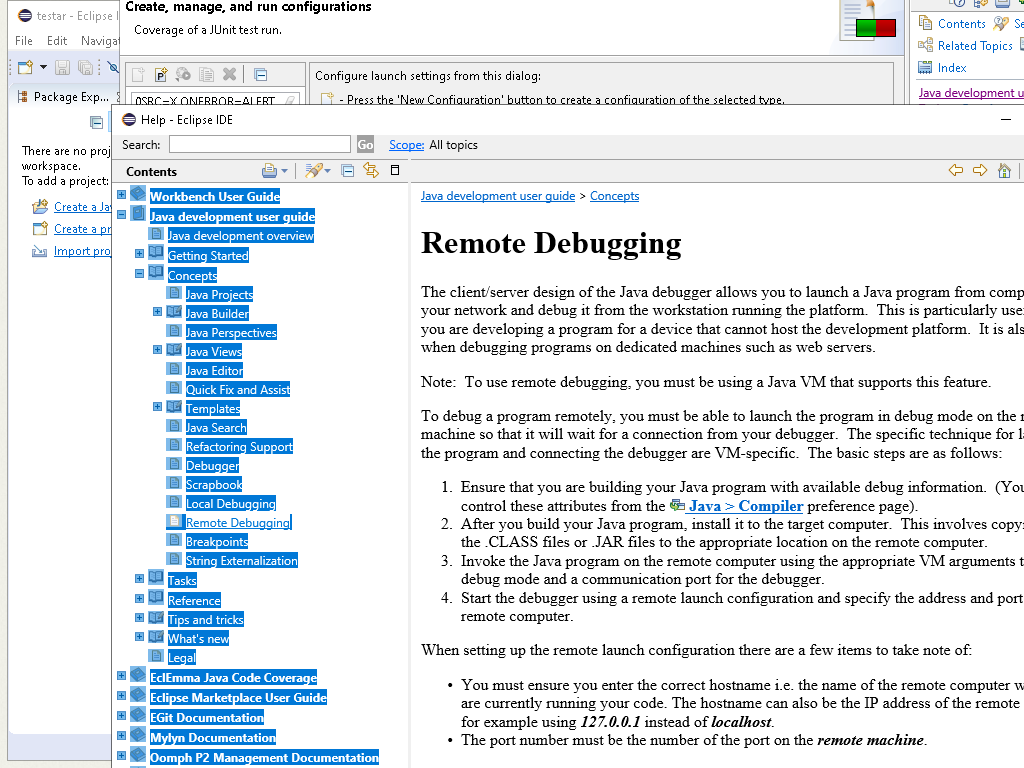 testar - Eclipse I
File Edit Navigat
Package Exp...
There are no proj
workspace.
To add a project:
Create a Ja
Create a pr
Import proj
Create, manage, and run configurations
Coverage of a JUnit test run.
0SRC=X ONERROR=ALERT
Configure launch settings from this dialog:
- Press the 'New Configuration' button to create a configuration of the selected type.
Contents Se
Related Topics
Index
Java development u
Help - Eclipse IDE
Search: Go Scope: All topics
Contents
Workbench User Guide
Java development user guide
Java development overview
Getting Started
Concepts
Java Projects
Java Builder
Java Perspectives
Java Views
Java Editor
Quick Fix and Assist
Templates
Java Search
Refactoring Support
Debugger
Scrapbook
Local Debugging
Remote Debugging
Breakpoints
String Externalization
Tasks
Reference
Tips and tricks
What's new
Legal
EclEmma Java Code Coverage
Eclipse Marketplace User Guide
EGit Documentation
Mylyn Documentation
Oomph P2 Management Documentation
Java development user guide > Concepts
Remote Debugging
The client/server design of the Java debugger allows you to launch a Java program from comp
your network and debug it from the workstation running the platform. This is particularly use
you are developing a program for a device that cannot host the development platform. It is als
when debugging programs on dedicated machines such as web servers.
Note: To use remote debugging, you must be using a Java VM that supports this feature.
To debug a program remotely, you must be able to launch the program in debug mode on the r
machine so that it will wait for a connection from your debugger. The specific technique for la
the program and connecting the debugger are VM-specific. The basic steps are as follows:
1. Ensure that you are building your Java program with available debug information. (You
control these attributes from the Java > Compiler preference page).
2. After you build your Java program, install it to the target computer. This involves copyi
the .CLASS files or .JAR files to the appropriate location on the remote computer.
3. Invoke the Java program on the remote computer using the appropriate VM arguments t
debug mode and a communication port for the debugger.
4. Start the debugger using a remote launch configuration and specify the address and port
remote computer.
When setting up the remote launch configuration there are a few items to take note of:
• You must ensure you enter the correct hostname i.e. the name of the remote computer w
are currently running your code. The hostname can also be the IP address of the remote
for example using 127.0.0.1 instead of localhost.
• The port number must be the number of the port on the remote machine.